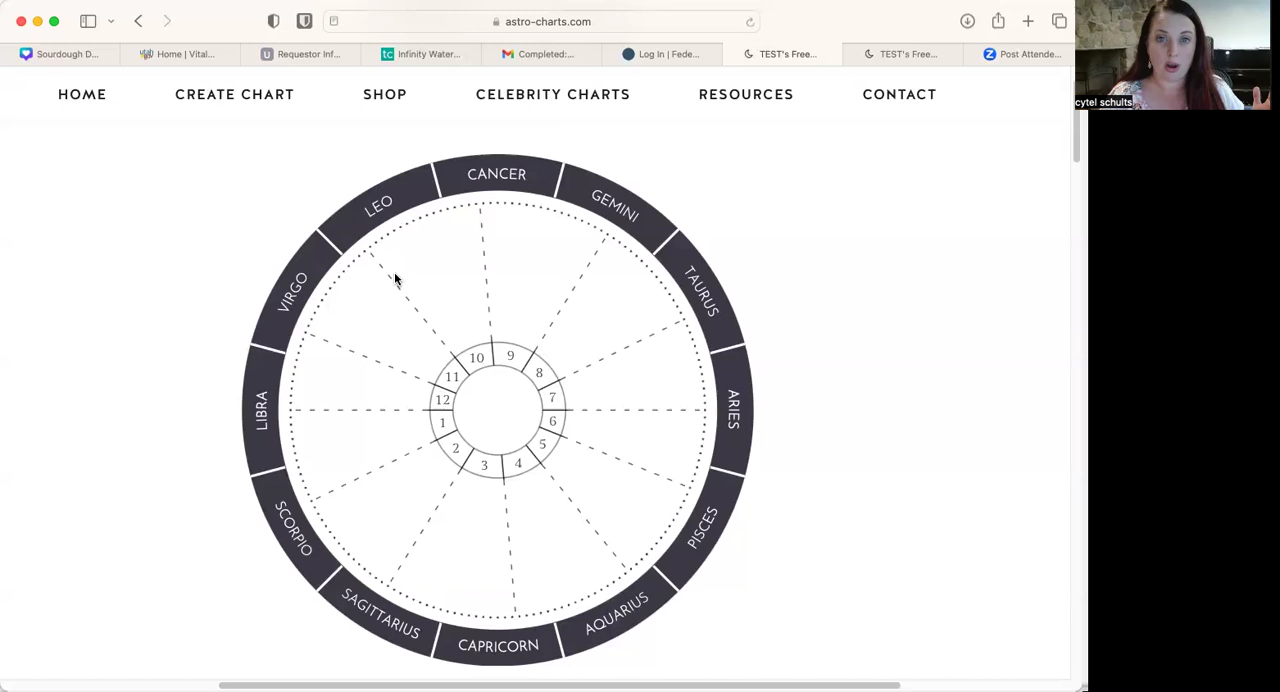 astro-charts.com
Sourdough D...
Home | Vital...
Requestor Inf...
Infinity Water...
Completed:...
Log In | Fede...
TEST's Free...
TEST's Free...
Post Attende...
cytel schults
HOME
CREATE CHART
SHOP
CELEBRITY CHARTS
RESOURCES
CONTACT
CANCER
LEO
GEMINI
VIRGO
TAURUS
LIBRA
ARIES
SCORPIO
PISCES
SAGITTARIUS
AQUARIUS
CAPRICORN
10
9
11
8
12
7
1
6
2
5
3
4